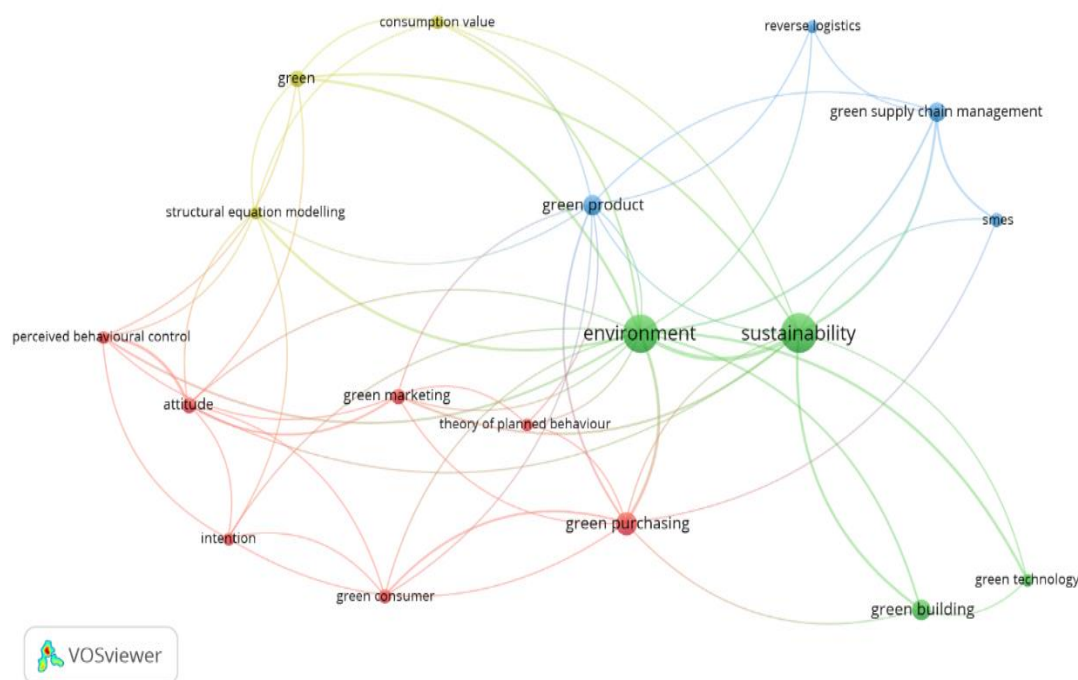 consumption value
reverse logistics
green
green supply chain management
green product
structural equation modelling
smes
environment
sustainability
perceived behavioural control
green marketing
attitude
theory of planned behaviour
green purchasing
intention
green technology
green consumer
green building
VOSviewer